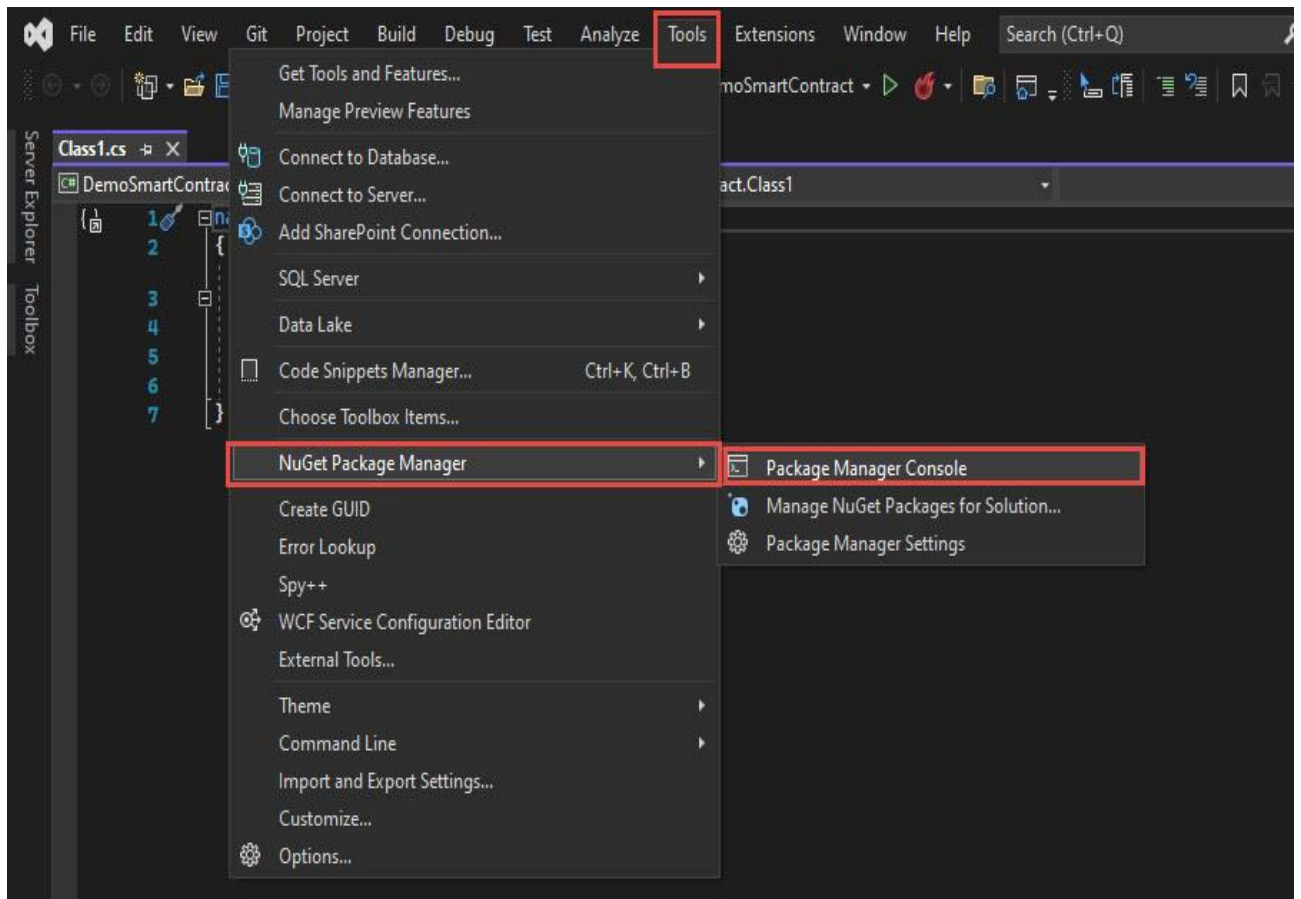 File Edit View Git Project Build Debug Test Analyze Tools Extensions Window Help Search (Ctrl+Q)
Get Tools and Features...
Manage Preview Features
moSmartContract
Server Explorer
Toolbox
Class1.cs
Connect to Database...
C# DemoSmartContrac
act.Class1
Connect to Server...
1 na
Add SharePoint Connection...
2 {
SQL Server
3
4
Data Lake
5
Code Snippets Manager... Ctrl+K, Ctrl+B
6
7 }
Choose Toolbox Items...
NuGet Package Manager
Package Manager Console
Manage NuGet Packages for Solution...
Package Manager Settings
Create GUID
Error Lookup
Spy++
WCF Service Configuration Editor
External Tools...
Theme
Command Line
Import and Export Settings...
Customize...
Options...